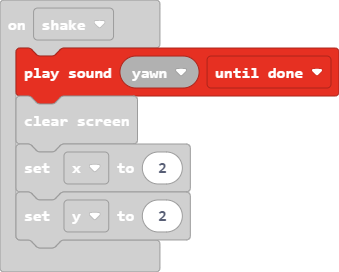 on shake
play sound yawn until done
clear screen
set x to 2
set y to 2